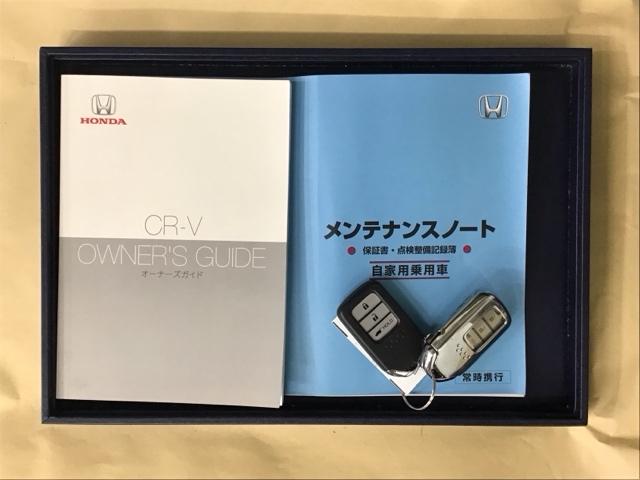 HONDA
CR-V
OWNER'S GUIDE
オーナーズガイド
メンテナンスノート
保証書・点検整備記録簿
自家用乗用車
HOLD
常時携行